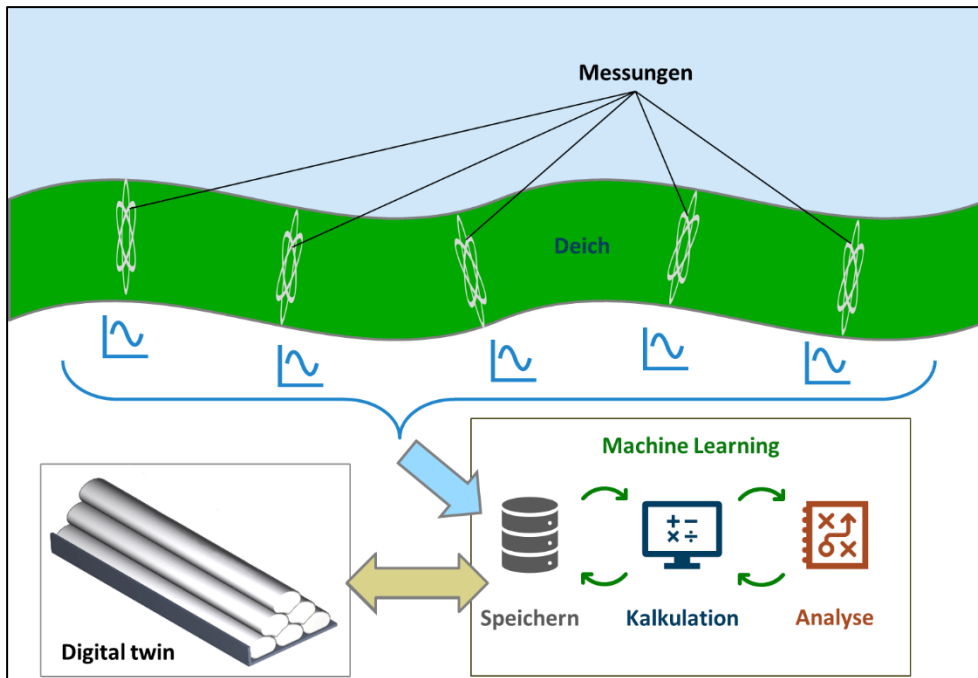 Messungen
Deich
Machine Learning
Speichern
Kalkulation
Analyse
Digital twin